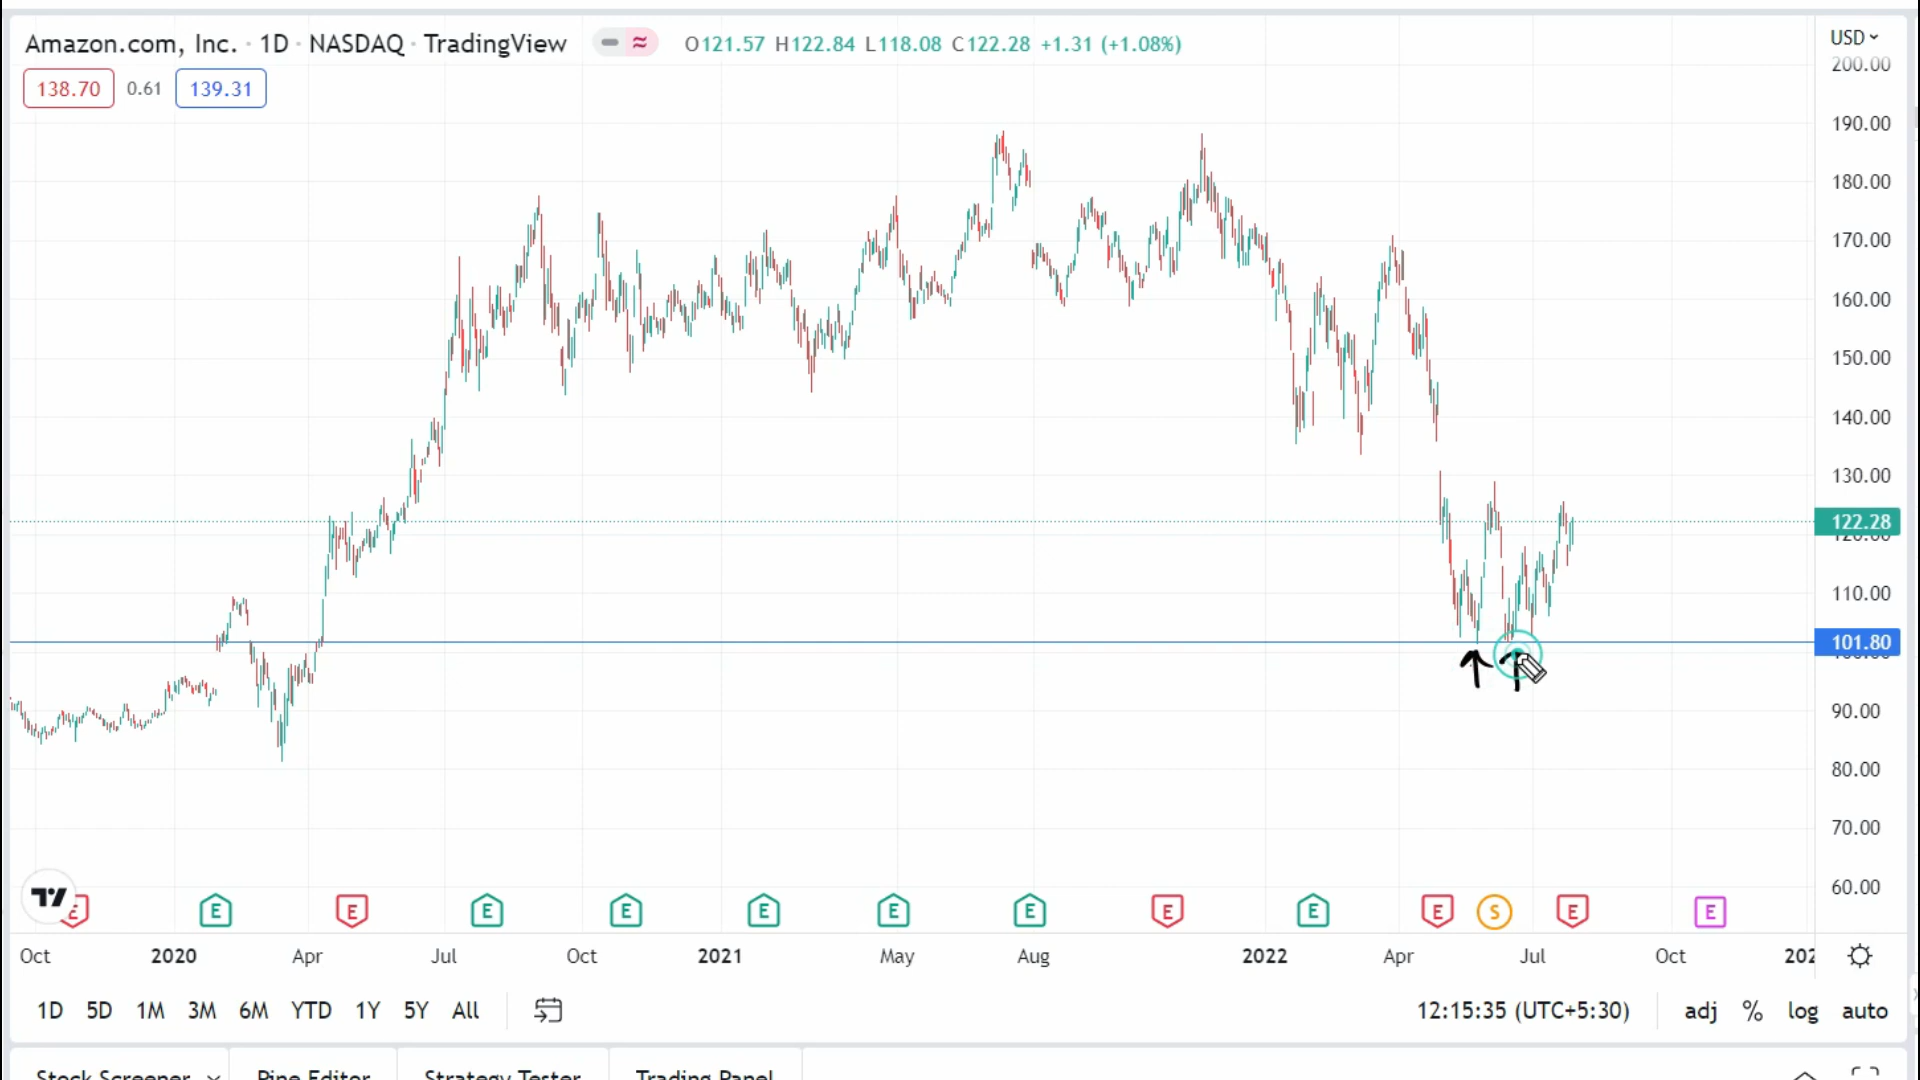 Amazon.com, Inc. · 1D · NASDAQ · TradingView O121.57 H122.84 L118.08 C122.28 +1.31 (+1.08%)
USD
138.70 0.61 139.31
200.00
190.00
180.00
170.00
160.00
150.00
140.00
130.00
122.28
120.00
110.00
101.80
100.00
90.00
80.00
70.00
60.00
E E E E E E E E E E E S E E
Oct 2020 Apr Jul Oct 2021 May Aug 2022 Apr Jul Oct
1D 5D 1M 3M 6M YTD 1Y 5Y All 12:15:35 (UTC+5:30) adj % log auto
Stock Screener Pine Editor Strategy Tester Trading Panel